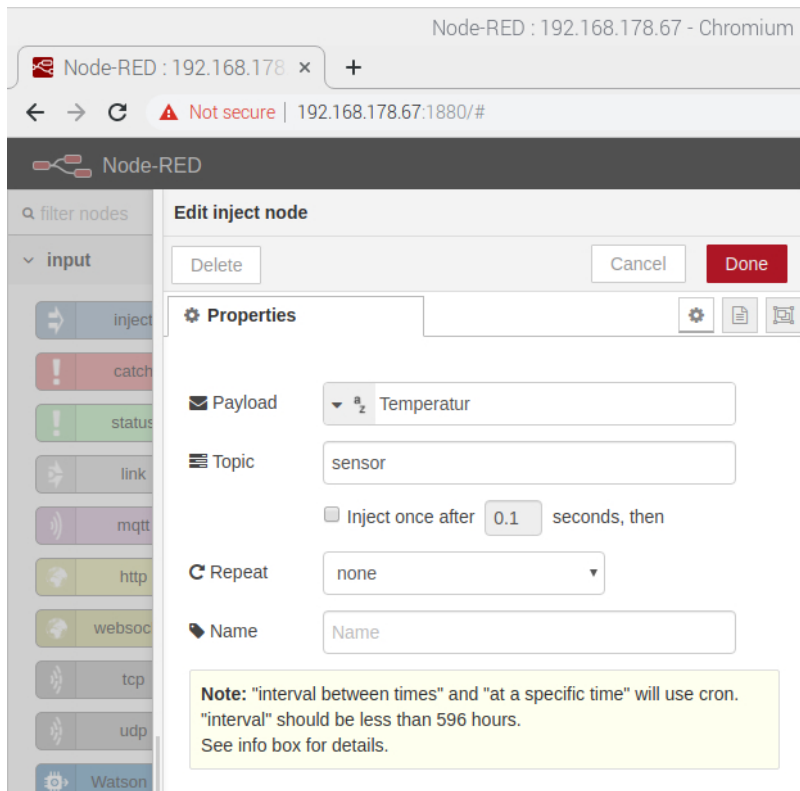 Node-RED : 192.168.178.67 - Chromium
Node-RED : 192.168.178
Not secure | 192.168.178.67:1880/#
Node-RED
filter nodes
Edit inject node
input
Delete
Cancel
Done
Properties
inject
catch
status
link
mqtt
http
websoc
tcp
udp
Watson
Payload
Temperatur
Topic
sensor
Inject once after 0.1 seconds, then
Repeat
none
Name
Name
Note: "interval between times" and "at a specific time" will use cron.
"interval" should be less than 596 hours.
See info box for details.